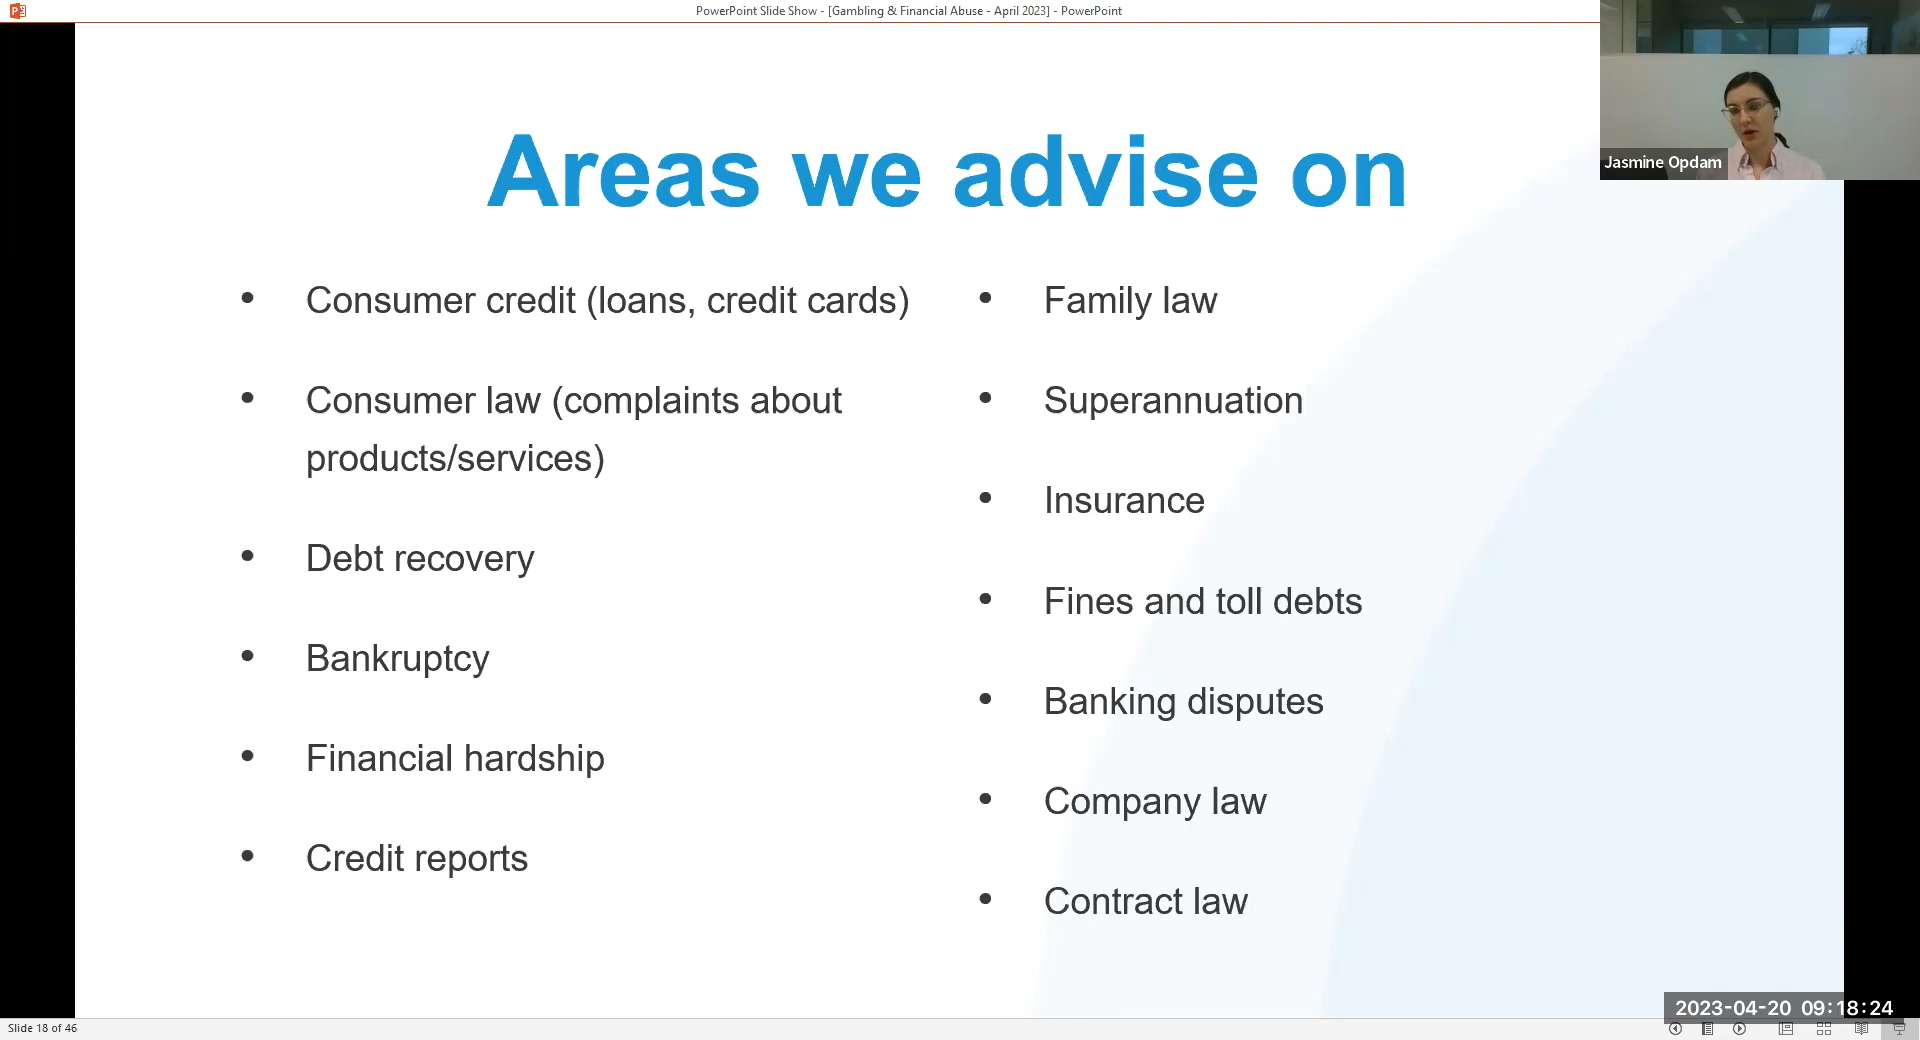 PowerPoint Slide Show - [Gambling & Financial Abuse - April 2023] - PowerPoint
Jasmine Opdam
Areas we advise on
• Consumer credit (loans, credit cards)
• Consumer law (complaints about
products/services)
• Debt recovery
• Bankruptcy
• Financial hardship
• Credit reports
• Family law
• Superannuation
• Insurance
• Fines and toll debts
• Banking disputes
• Company law
• Contract law
2023-04-20 09:18:24
Slide 18 of 46